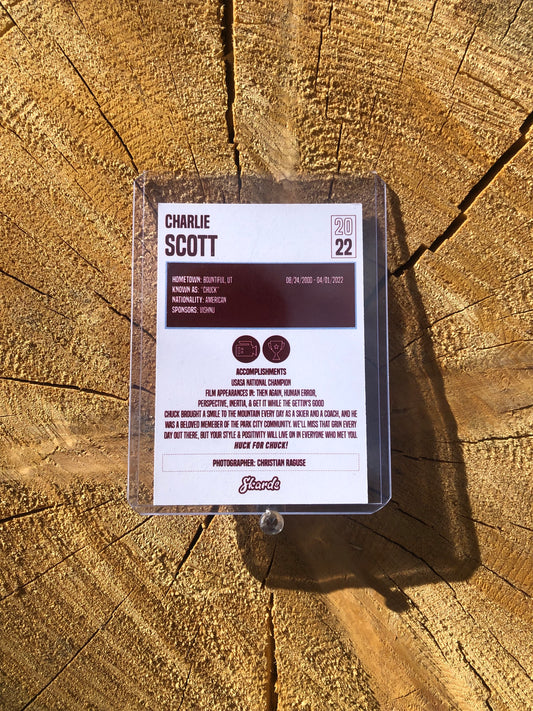 CHARLIE
SCOTT
20
22
HOMETOWN: BOUNTIFUL, UT
08/24/2000 - 04/01/2022
KNOWN AS: "CHUCK"
NATIONALITY: AMERICAN
SPONSORS: VISHNU
ACCOMPLISHMENTS
USASA NATIONAL CHAMPION
FILM APPEARANCES IN: THEN AGAIN, HUMAN ERROR,
PERSPECTIVE, INERTIA, & GET IT WHILE THE GETTIN'S GOOD
CHUCK BROUGHT A SMILE TO THE MOUNTAIN EVERY DAY AS A SKIER AND A COACH, AND HE
WAS A BELOVED MEMEBER OF THE PARK CITY COMMUNITY. WE'LL MISS THAT GRIN EVERY
DAY OUT THERE, BUT YOUR STYLE & POSITIVITY WILL LIVE ON IN EVERYONE WHO MET YOU.
HUCK FOR CHUCK!
PHOTOGRAPHER: CHRISTIAN RAGUSE
Skards